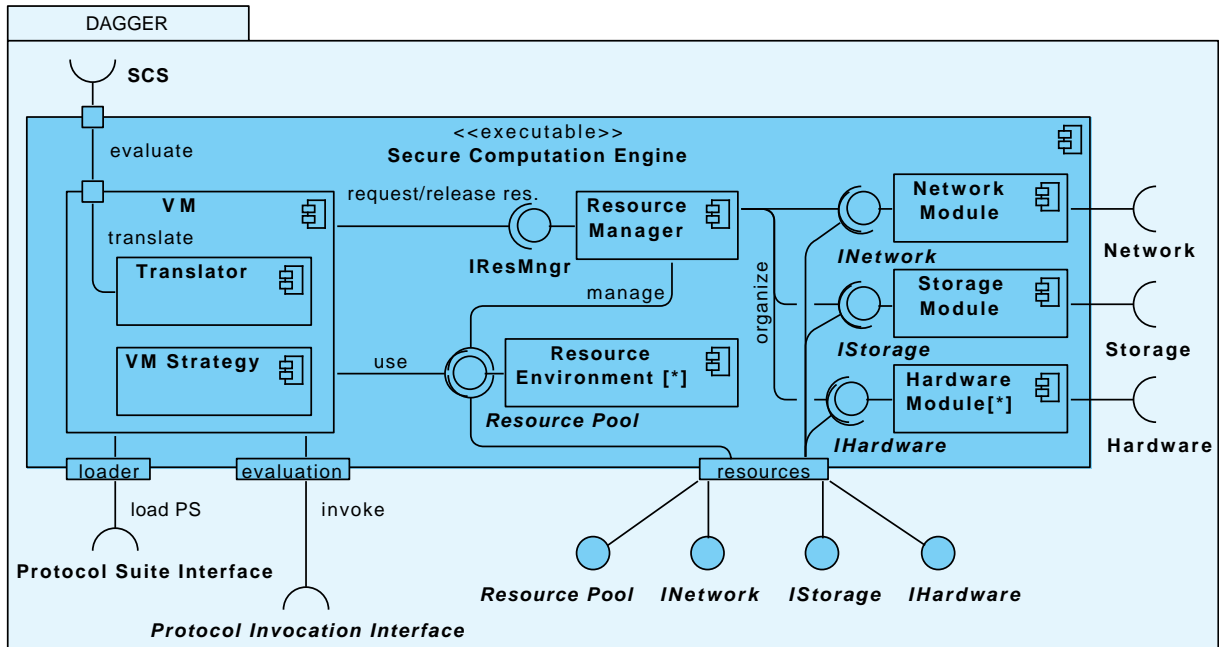 DAGGER
SCS
<<executable>>
Secure Computation Engine
evaluate
VM
request/release res.
Resource
Manager
Network
Module
translate
Translator
IResMngr
INetwork
Network
manage
organize
Storage
Module
VM Strategy
use
Resource
Environment [*]
IStorage
Storage
Hardware
Module[*]
Resource Pool
IHardware
Hardware
loader
evaluation
resources
load PS
invoke
Protocol Suite Interface
Resource Pool
INetwork
IStorage
IHardware
Protocol Invocation Interface